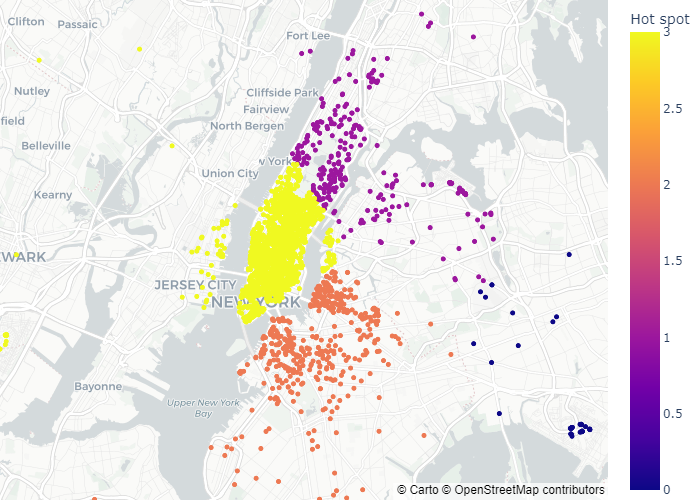 Hot spot
Clifton
Passaic
Fort Lee
Nutley
Cliffside Park
Fairview
field
North Bergen
Belleville
w York
Union City
Kearny
WARK
JERSEY CITY
NEW YORK
Bayonne
Upper New York
Bay
3
2.5
2
1.5
1
0.5
0
© Carto © OpenStreetMap contributors